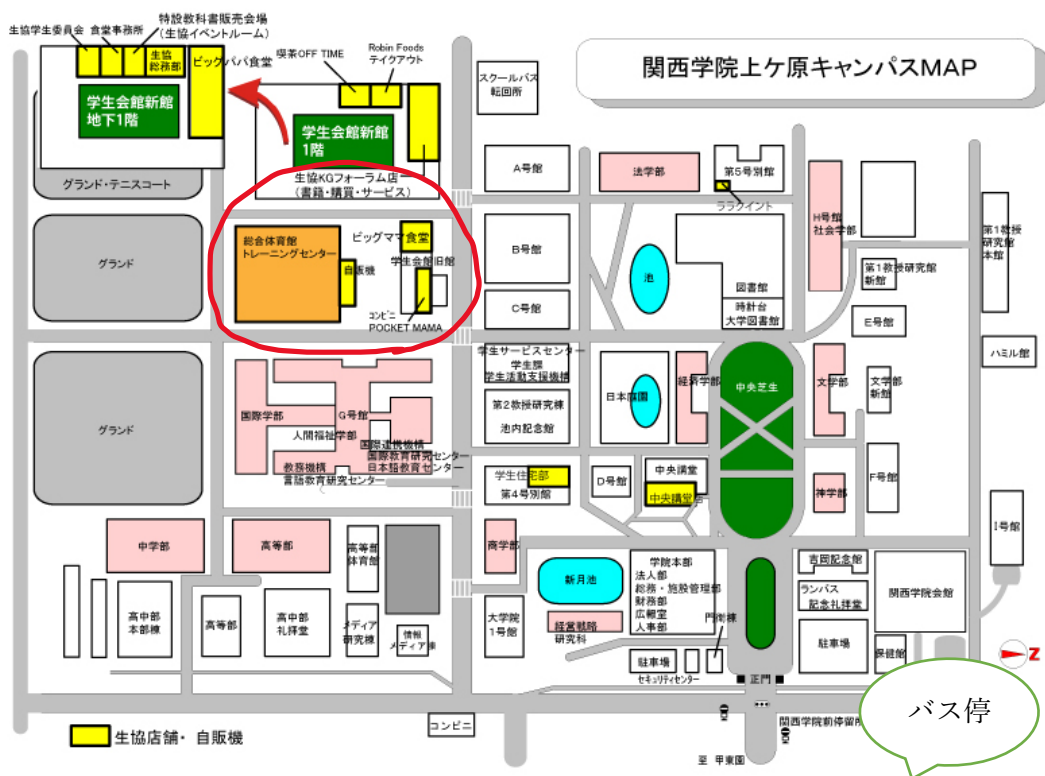 関西学院上ケ原キャンパスMAP
生協学生委員会
食堂事務所
特設教科書販売会場
(生協イベントルーム)
生協
総務部
ビッグパパ食堂
学生会館新館
地下1階
喫茶OFF TIME
Robin Foods
テイクアウト
学生会館新館
1階
生協KGフォーラム店
(書籍・購買・サービス)
スクールバス
転回所
グランド・テニスコート
グランド
グランド
総合体育館
トレーニングセンター
自販機
ビッグママ食堂
学生会館旧館
コンビニ
POCKET MAMA
A号館
B号館
C号館
法学部
第5号別館
ララクイント
池
図書館
時計台
大学図書館
H号館
社会学部
第1教授研究館
新館
第1教授
研究館
本館
E号館
ハミル館
学生サービスセンター
学生課
学生活動支援機構
第2教授研究棟
池内記念館
日本庭園
経済学部
中央芝生
文学部
文学部
新館
国際学部
G号館
人間福祉学部
国際連携機構
国際教育研究センター
日本語教育センター
教務機構
言語教育研究センター
学生住宅部
第4号別館
D号館
中央講堂
中央講堂店
神学部
F号館
I号館
中学部
高等部
高等部
体育館
商学部
新月池
経営戦略
研究科
学院本部
法人部
総務・施設管理部
財務部
広報室
人事部
門衛棟
吉岡記念館
ランバス
記念礼拝堂
関西学院会館
駐車場
保健館
高中部
本部棟
高等部
高中部
礼拝堂
メディア
研究棟
情報
メディア棟
大学院
1号館
駐車場
セキュリティセンター
正門
Z
コンビニ
関西学院前停留所
バス停
至 甲東園
生協店舗・自販機